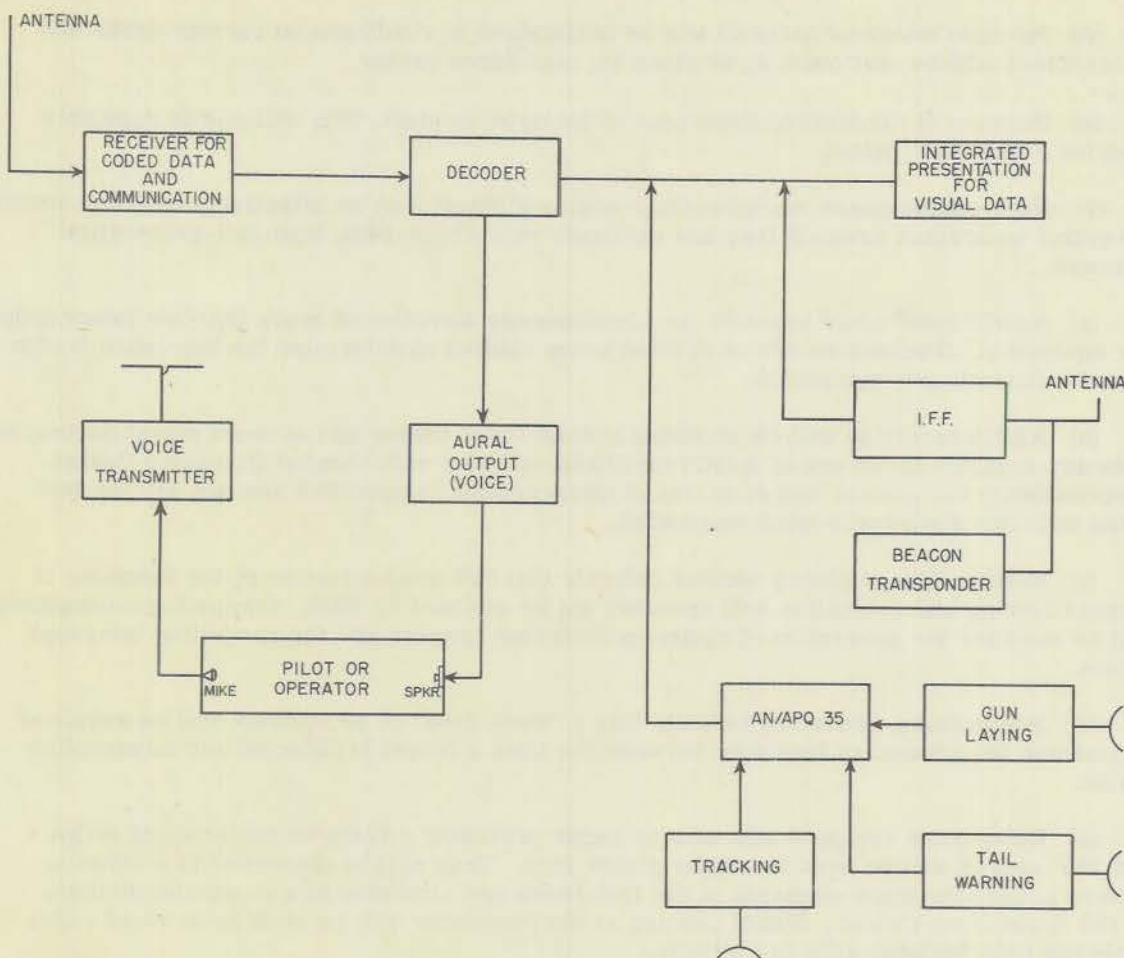 ANTENNA
RECEIVER FOR
CODED DATA
AND
COMMUNICATION
DECODER
INTEGRATED
PRESENTATION
FOR
VISUAL DATA
ANTENNA
I.F.F.
VOICE
TRANSMITTER
AURAL
OUTPUT
(VOICE)
BEACON
TRANSPONDER
PILOT OR
OPERATOR
MIKE
SPKR
AN/APQ 35
GUN
LAYING
TRACKING
TAIL
WARNING